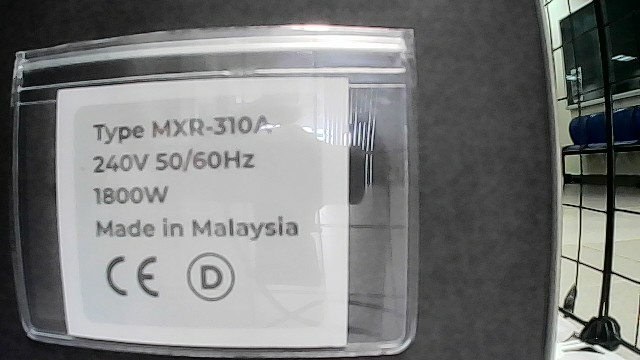 Type MXR-310A
240V 50/60Hz
1800W
Made in Malaysia
CE D